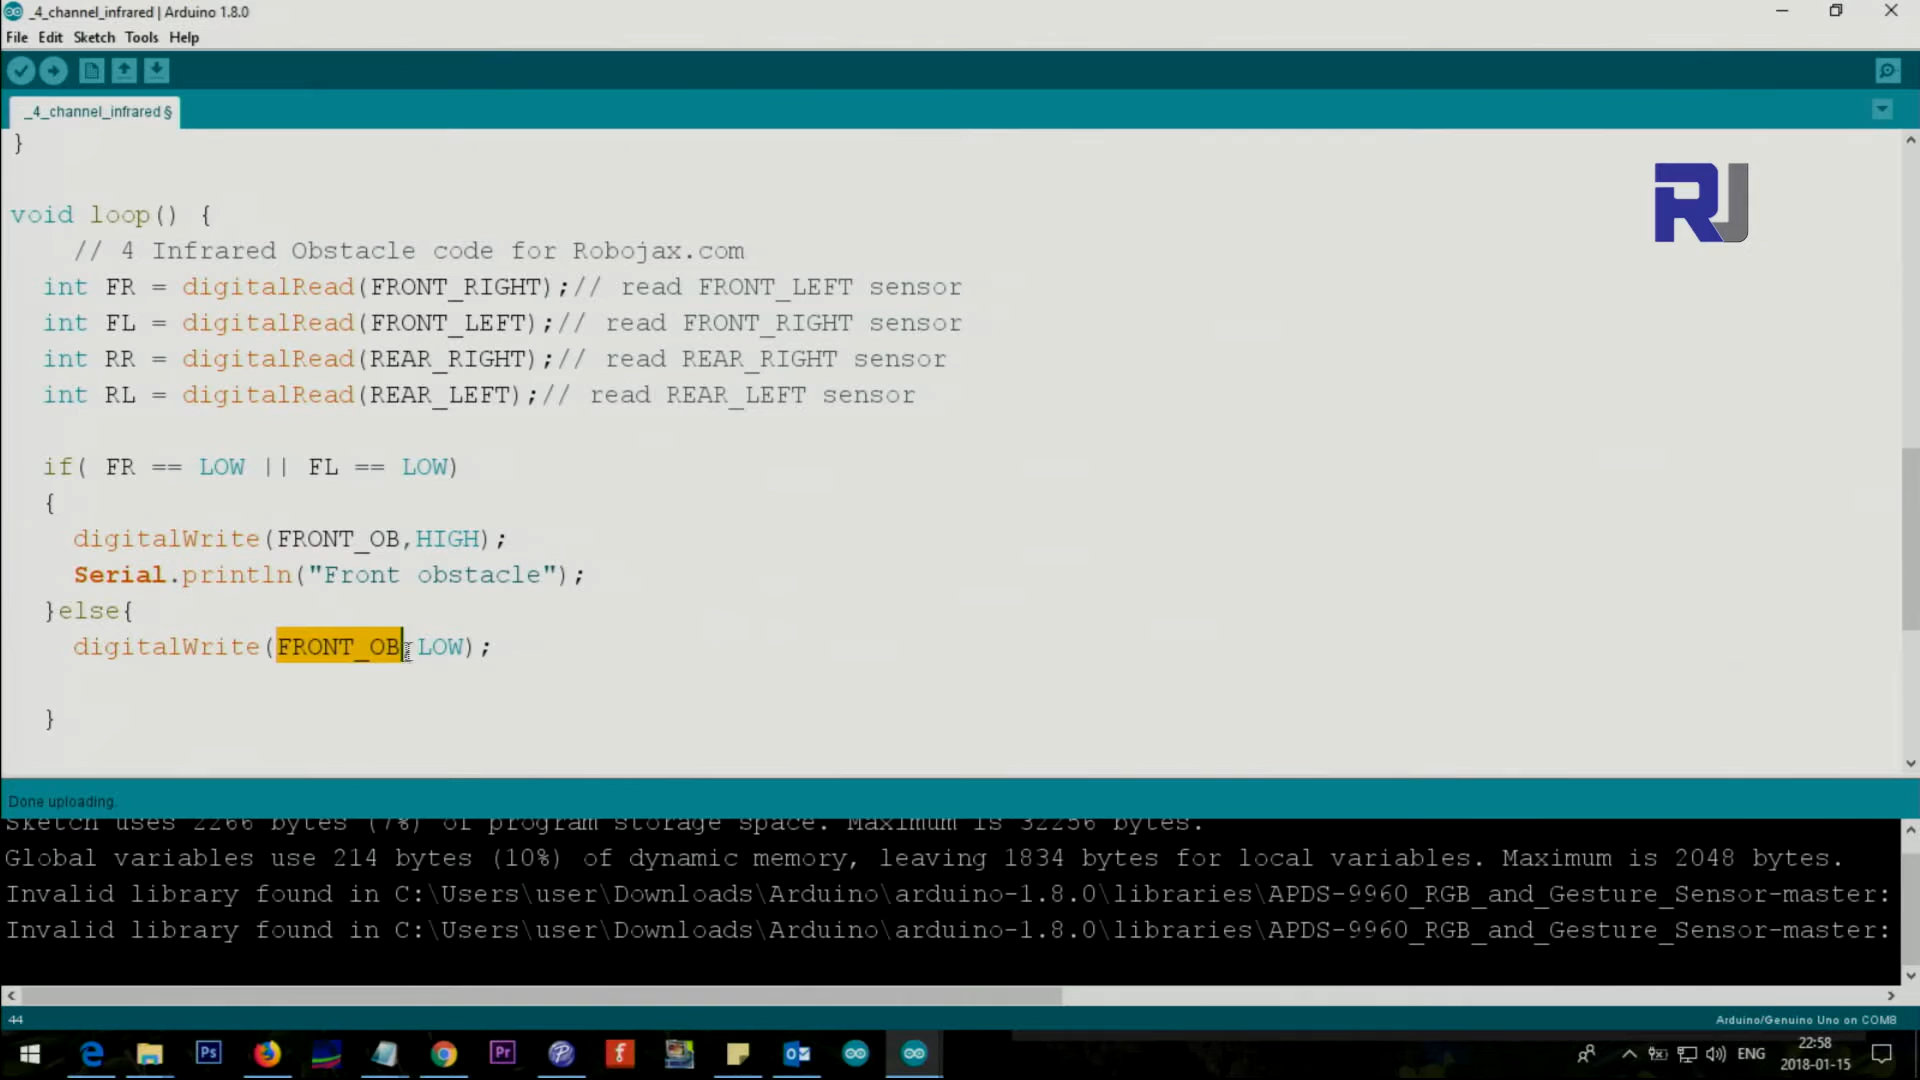 _4_channel_infrared | Arduino 1.8.0
File Edit Sketch Tools Help
_4_channel_infrared §
}
RJ
void loop() {
// 4 Infrared Obstacle code for Robojax.com
int FR = digitalRead(FRONT_RIGHT);// read FRONT_LEFT sensor
int FL = digitalRead(FRONT_LEFT);// read FRONT_RIGHT sensor
int RR = digitalRead(REAR_RIGHT);// read REAR_RIGHT sensor
int RL = digitalRead(REAR_LEFT);// read REAR_LEFT sensor
if( FR == LOW || FL == LOW)
{
digitalWrite(FRONT_OB,HIGH);
Serial.println("Front obstacle");
}else{
digitalWrite(FRONT_OB,LOW);
}
Done uploading.
Sketch uses 2266 bytes (7%) of program storage space. Maximum is 32256 bytes.
Global variables use 214 bytes (10%) of dynamic memory, leaving 1834 bytes for local variables. Maximum is 2048 bytes.
Invalid library found in C:\Users\user\Downloads\Arduino\arduino-1.8.0\libraries\APDS-9960_RGB_and_Gesture_Sensor-master:
Invalid library found in C:\Users\user\Downloads\Arduino\arduino-1.8.0\libraries\APDS-9960_RGB_and_Gesture_Sensor-master:
44
Arduino/Genuino Uno on COM8
Ps
Pr
ENG
22:58
2018-01-15